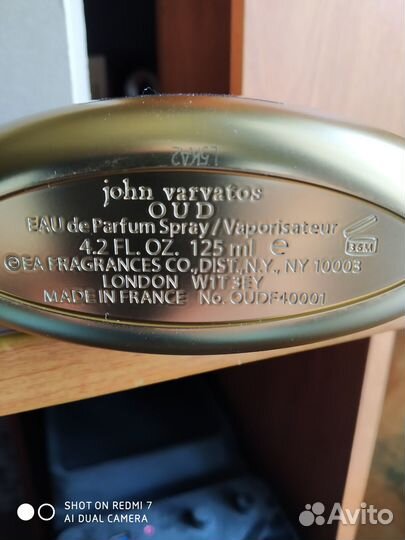 L5KA2
john varvatos
OUD
EAU de Parfum Spray/Vaporisateur
4.2 FL. OZ. 125 ml e
36M
©EA FRAGRANCES CO., DIST. N.Y., NY 10003
LONDON W1T 3EY
MADE IN FRANCE No. OUDF40001
SHOT ON REDMI 7
AI DUAL CAMERA
Avito